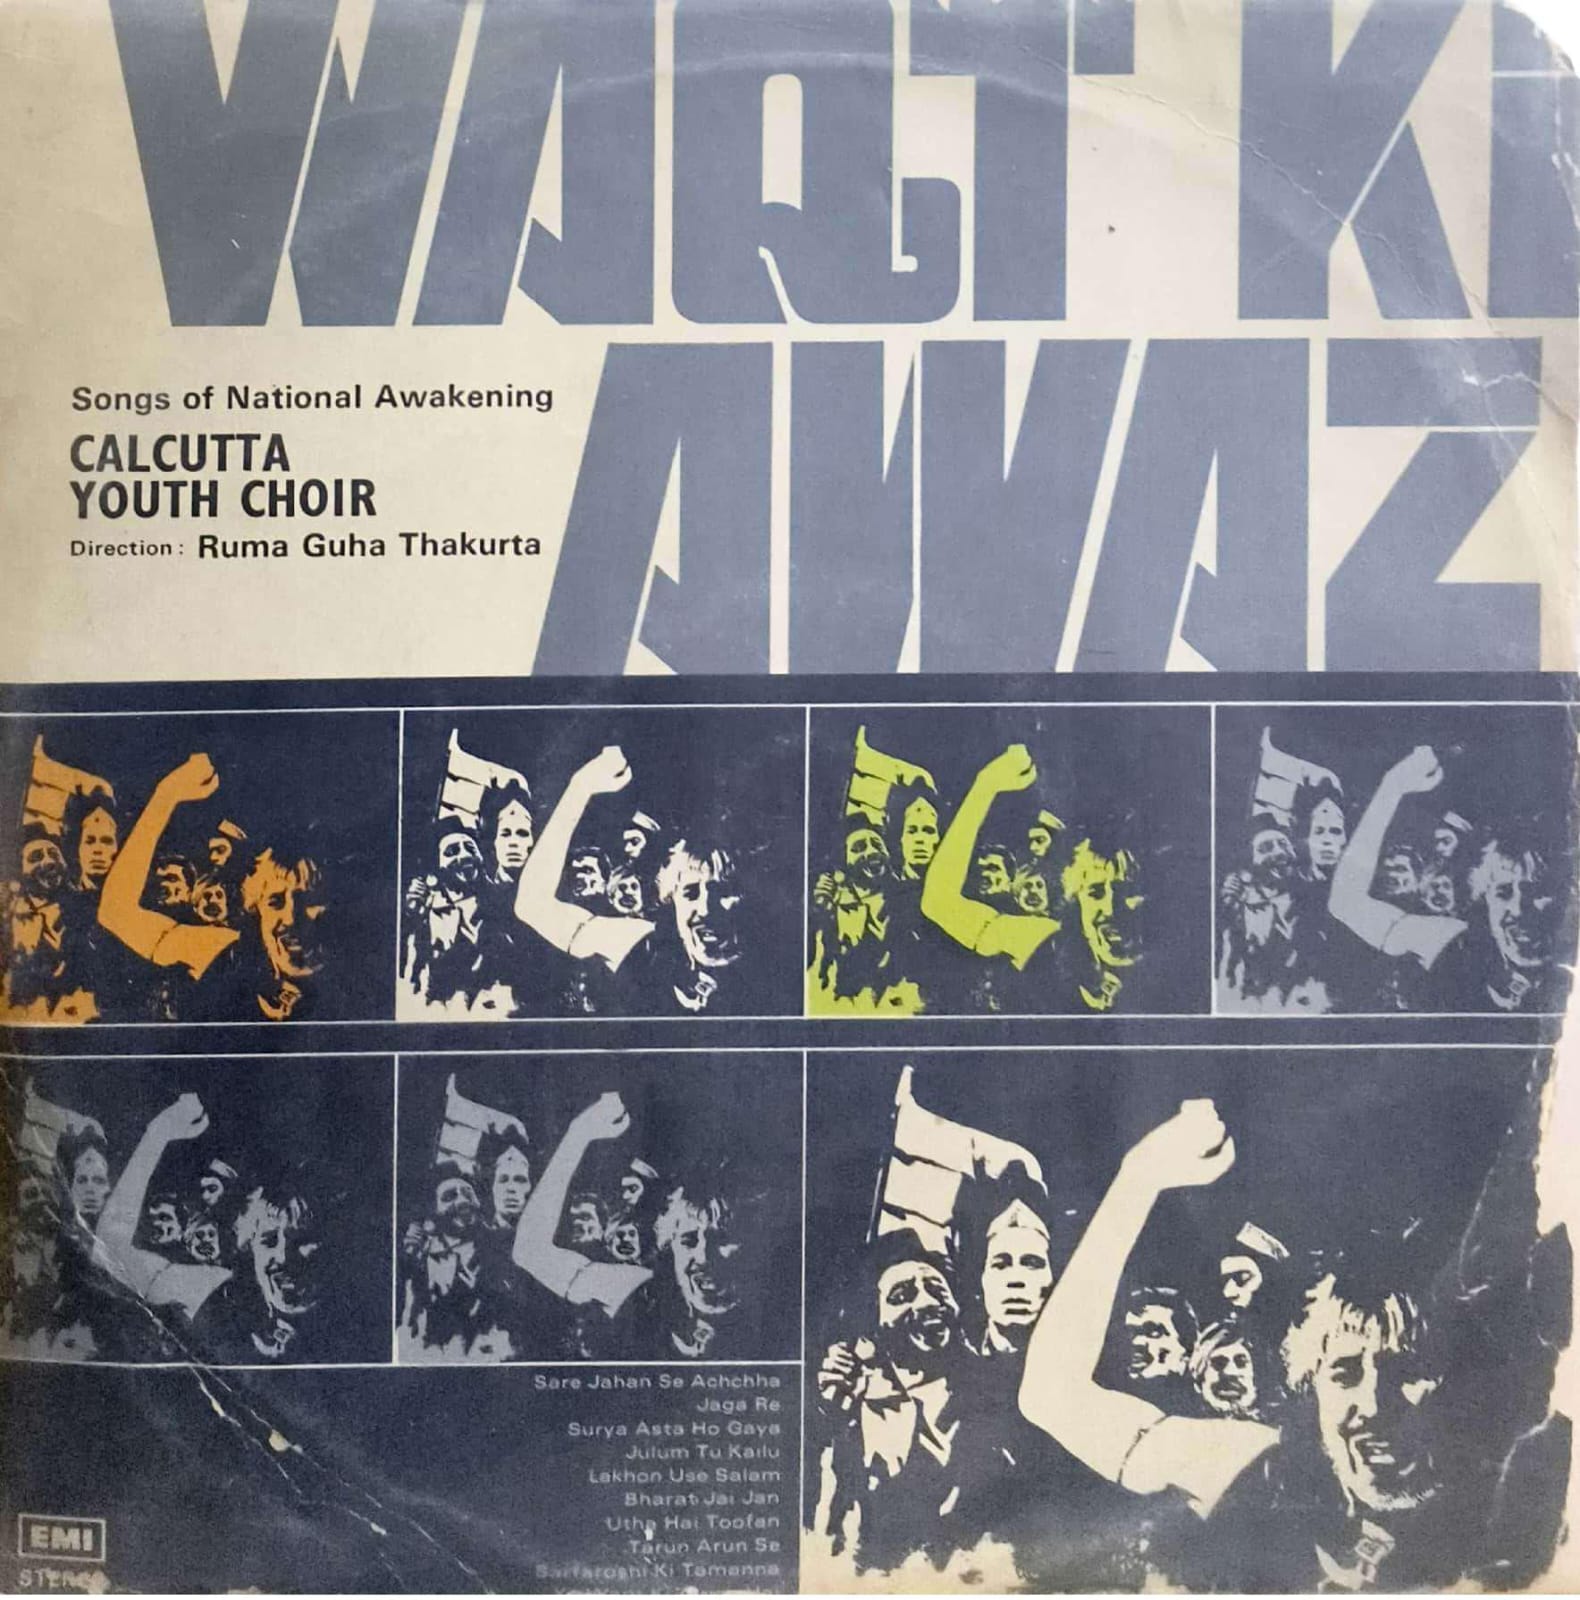 WAQT KI
AWAZ
Songs of National Awakening
CALCUTTA
YOUTH CHOIR
Direction: Ruma Guha Thakurta
Sare Jahan Se Achchha
Jaga Re
Surya Asta Ho Gaya
Julum Tu Kailu
Lakhon Use Salam
Bharat Jai Jan
Utha Hai Toofan
Tarun Arun Se
Sarfaroshi Ki Tamanna
EMI
STEREO